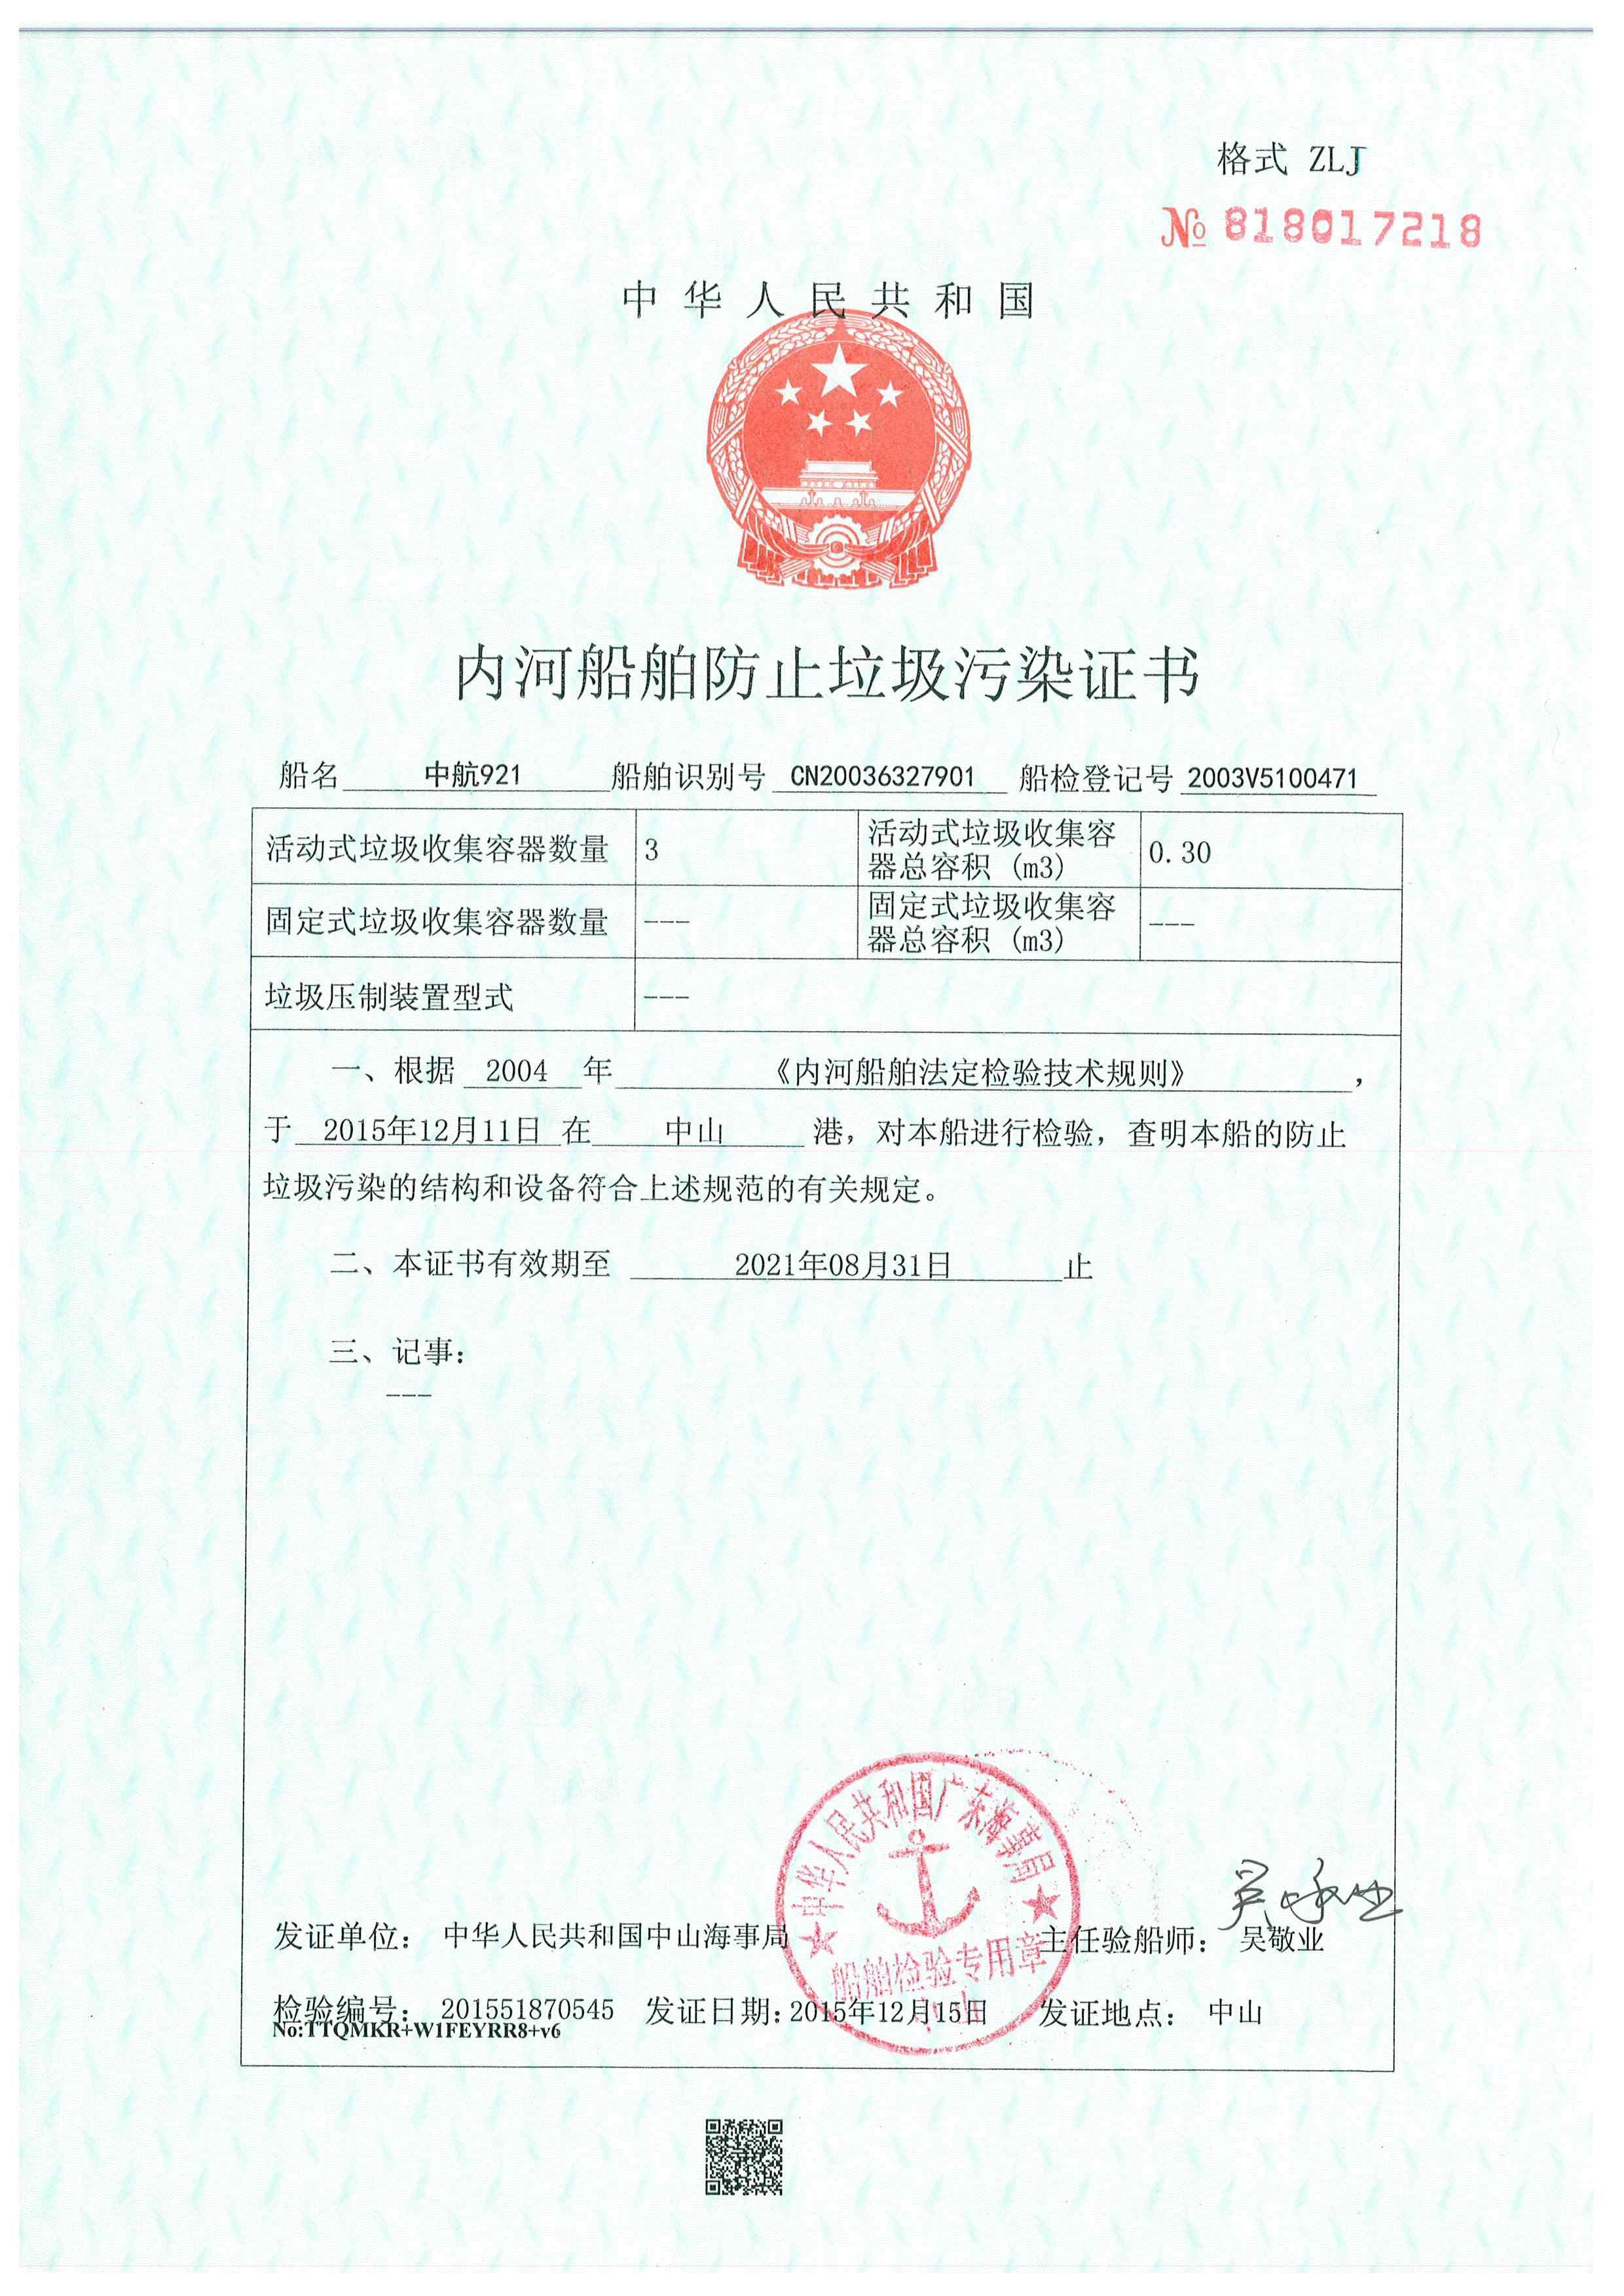 格式 ZLJ
№ 818017218
中华人民共和国
内河船舶防止垃圾污染证书
船名 中航921 船舶识别号 CN20036327901 船检登记号 2003V5100471
活动式垃圾收集容器数量 3 活动式垃圾收集容
器总容积 (m3) 0.30
固定式垃圾收集容器数量 --- 固定式垃圾收集容
器总容积 (m3) ---
垃圾压制装置型式 ---
一、根据 2004 年 《内河船舶法定检验技术规则》 ，
于 2015年12月11日 在 中山 港，对本船进行检验，查明本船的防止
垃圾污染的结构和设备符合上述规范的有关规定。
二、本证书有效期至 2021年08月31日 止
三、记事：
---
中华人民共和国广东海事局
船舶检验专用章
发证单位： 中华人民共和国中山海事局 主任验船师： 吴敬业
检验编号： 201551870545 发证日期：2015年12月15日 发证地点： 中山
No:TTQMKR+W1FEYRR8+v6